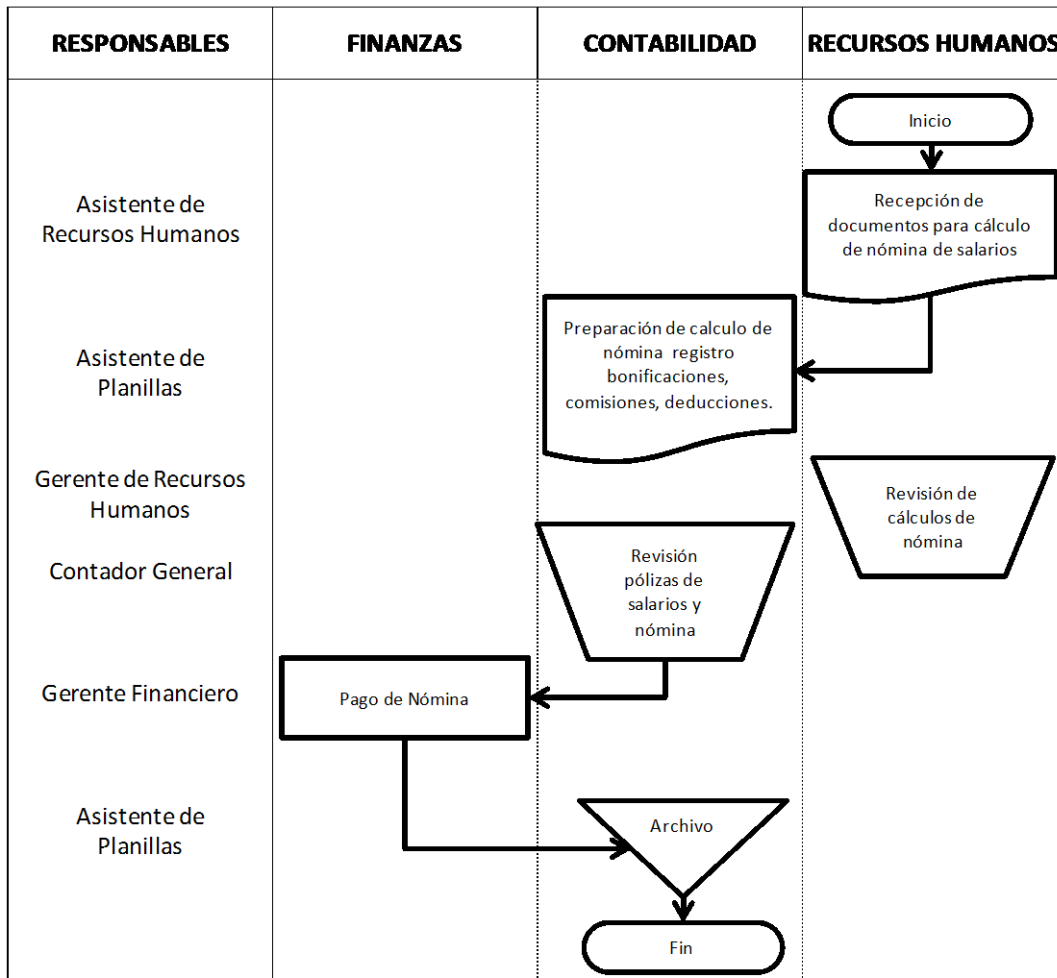 RESPONSABLES
FINANZAS
CONTABILIDAD
RECURSOS HUMANOS
Inicio
Asistente de
Recursos Humanos
Recepción de
documentos para cálculo
de nómina de salarios
Asistente de
Planillas
Preparación de calculo de
nómina registro
bonificaciones,
comisiones, deducciones.
Gerente de Recursos
Humanos
Revisión de
cálculos de
nómina
Contador General
Revisión
pólizas de
salarios y
nómina
Gerente Financiero
Pago de Nómina
Asistente de
Planillas
Archivo
Fin